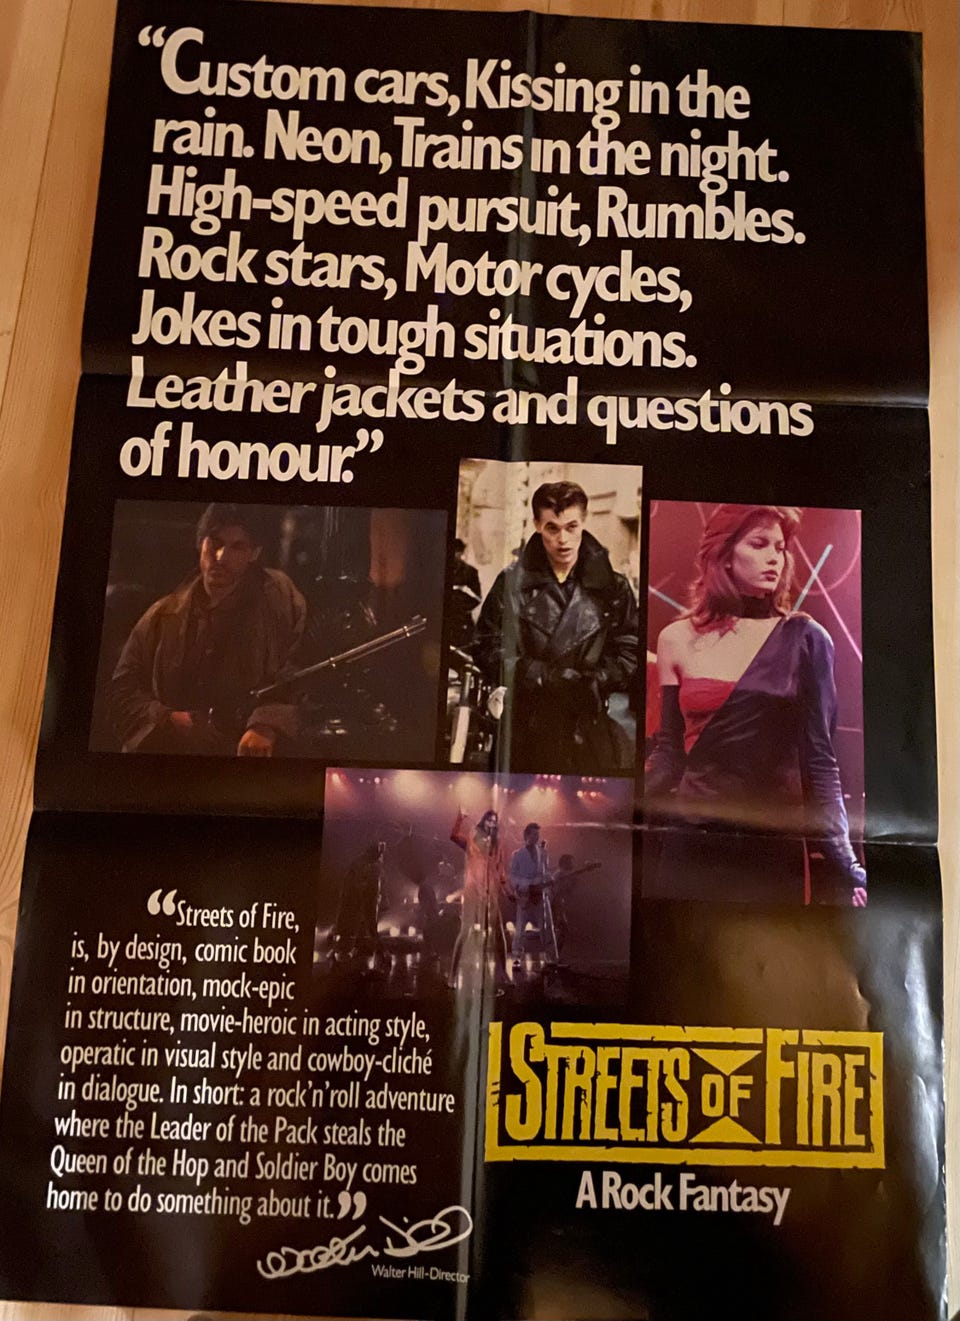 “Custom cars, Kissing in the
rain. Neon, Trains in the night.
High-speed pursuit, Rumbles.
Rock stars, Motor cycles,
Jokes in tough situations.
Leather jackets and questions
of honour.”
“Streets of Fire,
is, by design, comic book
in orientation, mock-epic
in structure, movie-heroic in acting style,
operatic in visual style and cowboy-cliché
in dialogue. In short: a rock’n’roll adventure
where the Leader of the Pack steals the
Queen of the Hop and Soldier Boy comes
home to do something about it.”
Walter Hill
Walter Hill-Director
STREETS OF FIRE
A Rock Fantasy